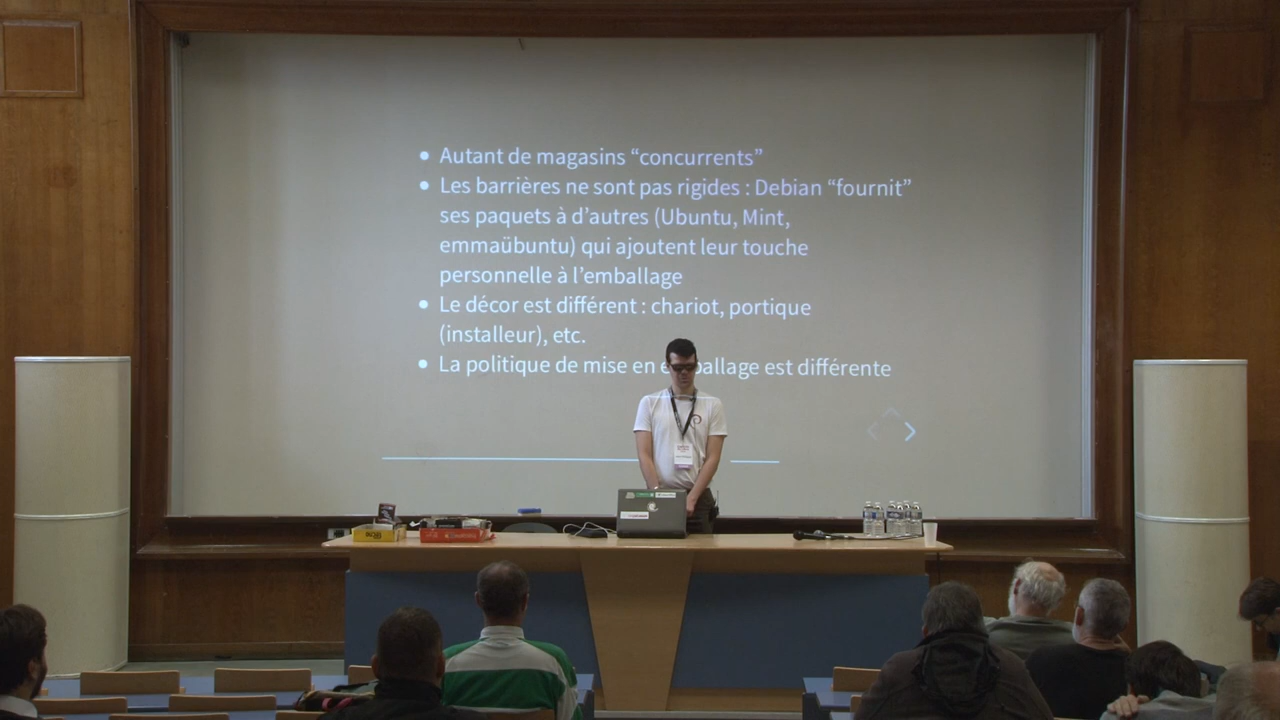 • Autant de magasins “concurrents”
• Les barrières ne sont pas rigides : Debian “fournit”
ses paquets à d’autres (Ubuntu, Mint,
emmaübuntu) qui ajoutent leur touche
personnelle à l’emballage
• Le décor est différent : chariot, portique
(installeur), etc.
• La politique de mise en emballage est différente